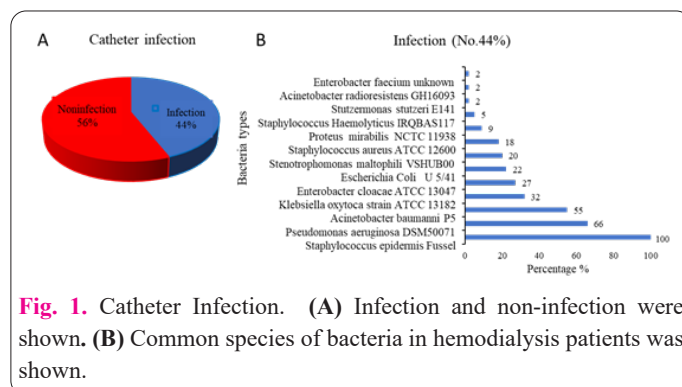 A Catheter infection
Noninfection
56%
Infection
44%
B Infection (No.44%)
Bacteria types
Enterobacter faecium unknown
Acinetobacter radioresistens GH16093
Stutzermonas stutzeri E141
Staphylococcus Haemolyticus IRQBAS117
Proteus mirabilis NCTC 11938
Staphylococcus aureus ATCC 12600
Stenotrophomonas maltophili VSHUB00
Escherichia Coli U 5/41
Enterobacter cloacae ATCC 13047
Klebsiella oxytoca strain ATCC 13182
Acinetobacter baumanni P5
Pseudomonas aeruginosa DSM50071
Staphylococcus epidermis Fussel
2
2
2
5
9
18
20
22
27
32
55
66
100
0 20 40 60 80 100
Percentage %
Fig. 1. Catheter Infection. (A) Infection and non-infection were
shown. (B) Common species of bacteria in hemodialysis patients was
shown.